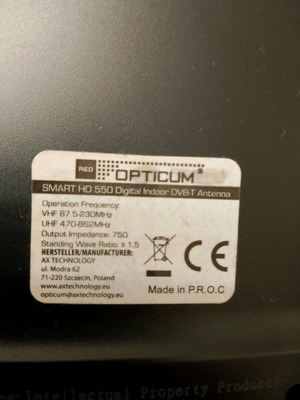 RED OPTICUM
SMART HD 550 Digital Indoor DVB-T Antenna
Operation Frequency:
VHF 87.5-230MHz
UHF 470-862MHz
Output Impedance: 75Ω
Standing Wave Ratio: ≤ 1.5
HERSTELLER/MANUFACTURER:
AX TECHNOLOGY
ul. Modra 62
71-220 Szczecin, Poland
www.axtechnology.eu
opticum@axtechnology.eu
CE
Made in P.R.O.C
Intellectual Property